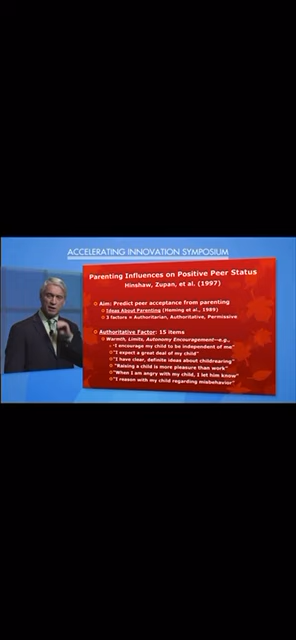 ACCELERATING INNOVATION SYMPOSIUM
Parenting Influences on Positive Peer Status
Hinshaw, Zupan, et al. (1997)
Aim: Predict peer acceptance from parenting
Ideas About Parenting (Heming et al., 1989)
3 factors = Authoritarian, Authoritative, Permissive
Authoritative Factor: 15 items
Warmth, Limits, Autonomy Encouragement--e.g.,
"I encourage my child to be independent of me"
"I expect a great deal of my child"
"I have clear, definite ideas about childrearing"
"Raising a child is more pleasure than work"
"When I am angry with my child, I let him know"
"I reason with my child regarding misbehavior"